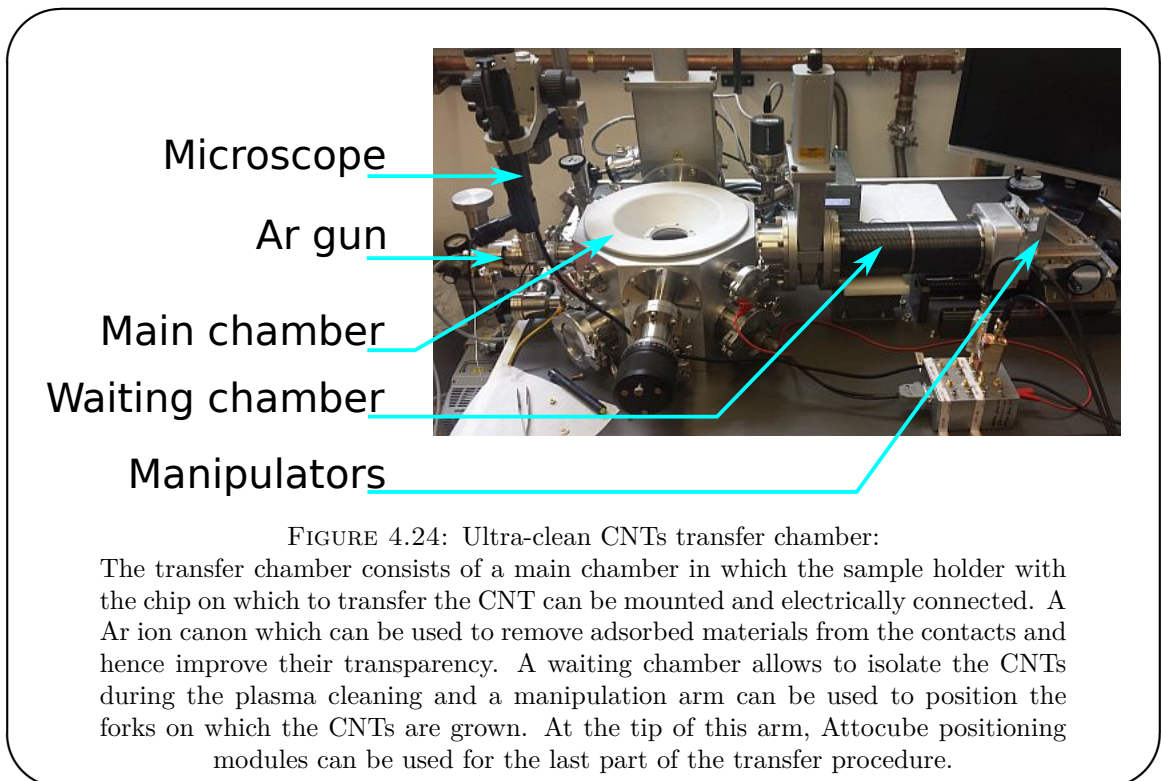 Microscope
Ar gun
Main chamber
Waiting chamber
Manipulators
FIGURE 4.24: Ultra-clean CNTs transfer chamber:
The transfer chamber consists of a main chamber in which the sample holder with
the chip on which to transfer the CNT can be mounted and electrically connected. A
Ar ion canon which can be used to remove adsorbed materials from the contacts and
hence improve their transparency. A waiting chamber allows to isolate the CNTs
during the plasma cleaning and a manipulation arm can be used to position the
forks on which the CNTs are grown. At the tip of this arm, Attocube positioning
modules can be used for the last part of the transfer procedure.